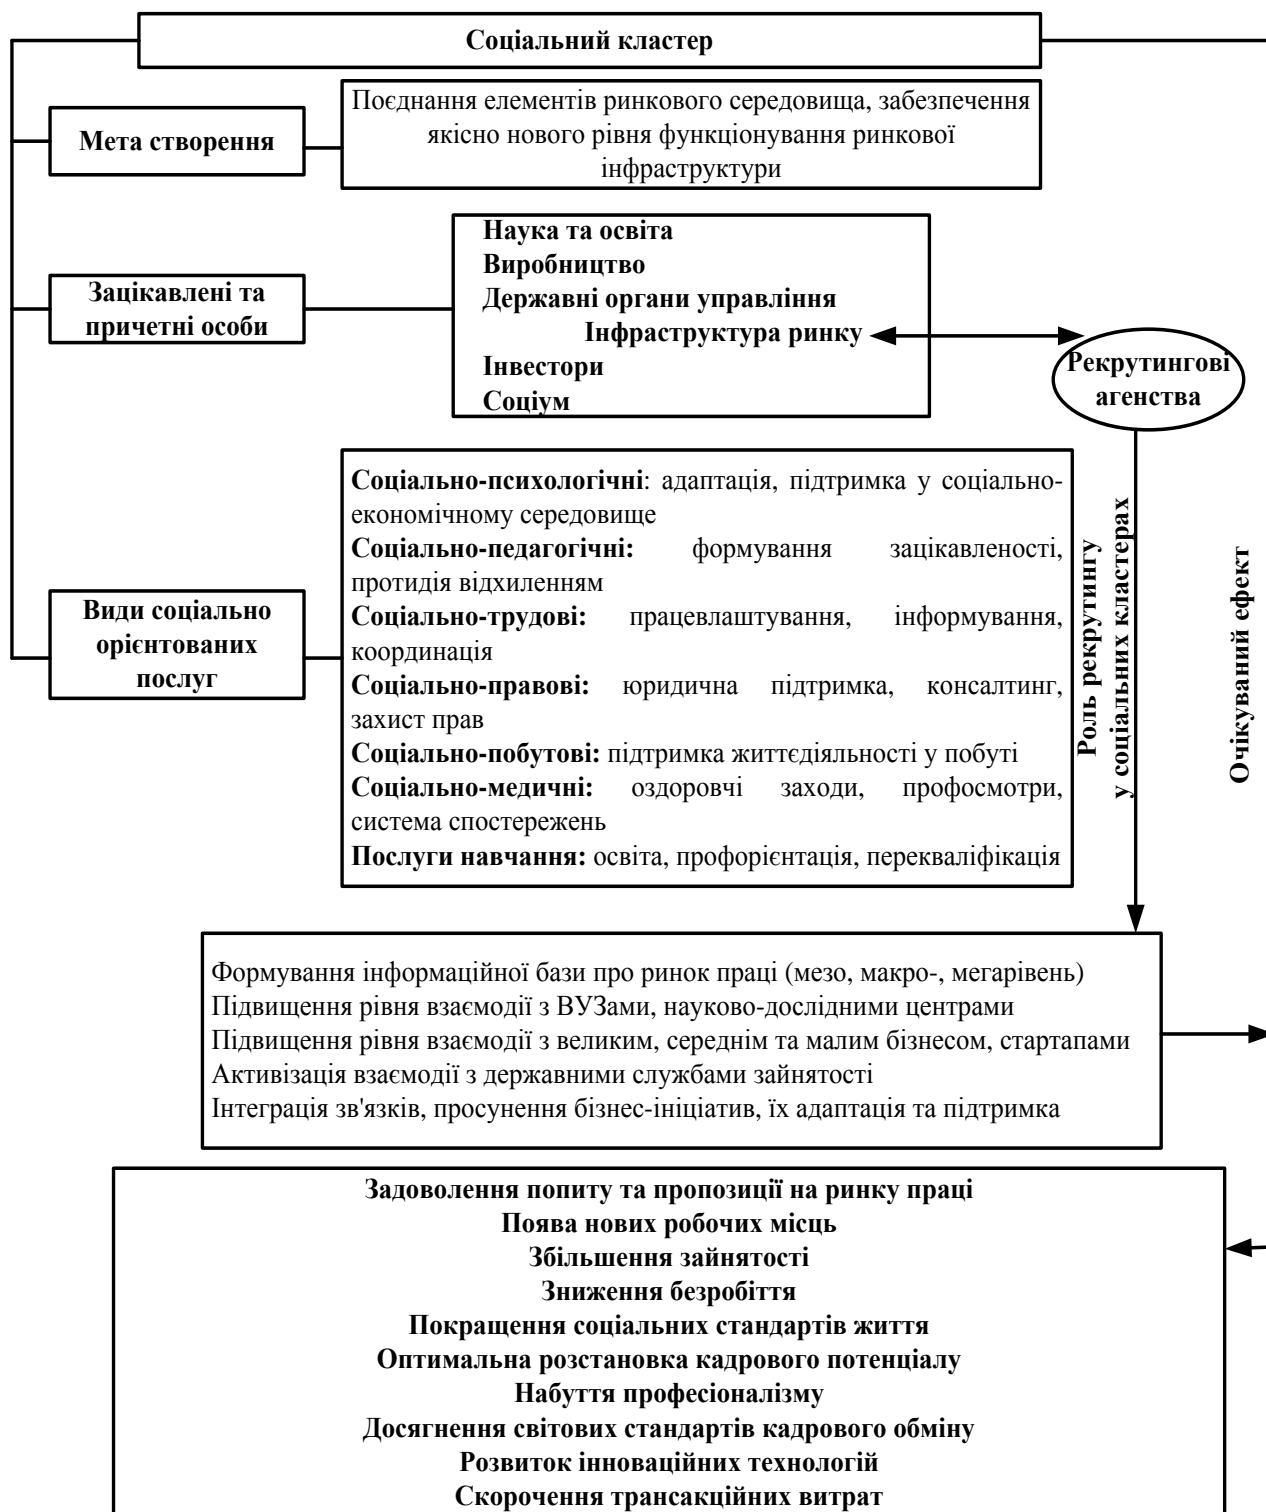 Соціальний кластер
Мета створення
Поєднання елементів ринкового середовища, забезпечення
якісно нового рівня функціонування ринкової
інфраструктури
Зацікавлені та
причетні особи
Наука та освіта
Виробництво
Державні органи управління
Інфраструктура ринку
Інвестори
Соціум
Рекрутингові
агенства
Види соціально
орієнтованих
послуг
Соціально-психологічні: адаптація, підтримка у соціально-
економічному середовище
Соціально-педагогічні: формування зацікавленості,
протидія відхиленням
Соціально-трудові: працевлаштування, інформування,
координація
Соціально-правові: юридична підтримка, консалтинг,
захист прав
Соціально-побутові: підтримка життєдіяльності у побуті
Соціально-медичні: оздоровчі заходи, профосмотри,
система спостережень
Послуги навчання: освіта, профорієнтація, перекваліфікація
Роль рекрутингу
у соціальних кластерах
Очікуваний ефект
Формування інформаційної бази про ринок праці (мезо, макро-, мегарівень)
Підвищення рівня взаємодії з ВУЗами, науково-дослідними центрами
Підвищення рівня взаємодії з великим, середнім та малим бізнесом, стартапами
Активізація взаємодії з державними службами зайнятості
Інтеграція зв'язків, просунення бізнес-ініціатив, їх адаптація та підтримка
Задоволення попиту та пропозиції на ринку праці
Поява нових робочих місць
Збільшення зайнятості
Зниження безробіття
Покращення соціальних стандартів життя
Оптимальна розстановка кадрового потенціалу
Набуття професіоналізму
Досягнення світових стандартів кадрового обміну
Розвиток інноваційних технологій
Скорочення трансакційних витрат